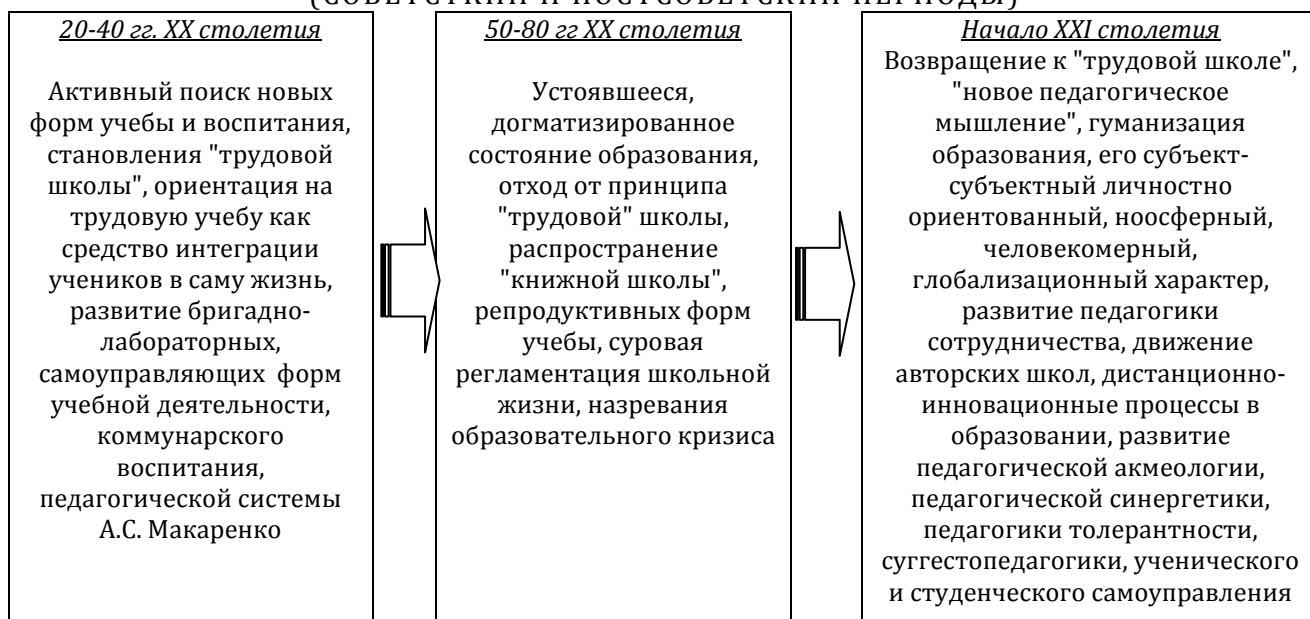 (СОВЕТСТКИЙ И ПОСТСОВЕТСКИЙ ПЕРИОДЫ)
20-40 гг. XX столетия
Активный поиск новых
форм учебы и воспитания,
становления "трудовой
школы", ориентация на
трудовую учебу как
средство интеграции
учеников в саму жизнь,
развитие бригадно-
лабораторных,
самоуправляющих форм
учебной деятельности,
коммунарского
воспитания,
педагогической системы
А.С. Макаренко
50-80 гг XX столетия
Устоявшееся,
догматизированное
состояние образования,
отход от принципа
"трудовой" школы,
распространение
"книжной школы",
репродуктивных форм
учебы, суровая
регламентация школьной
жизни, назревания
образовательного кризиса
Начало XXI столетия
Возвращение к "трудовой школе",
"новое педагогическое
мышление", гуманизация
образования, его субъект-
субъектный личностно
ориентованный, ноосферный,
человекомерный,
глобализационный характер,
развитие педагогики
сотрудничества, движение
авторских школ, дистанционно-
инновационные процессы в
образовании, развитие
педагогической акмеологии,
педагогической синергетики,
педагогики толерантности,
суггестопедагогики, ученического
и студенческого самоуправления